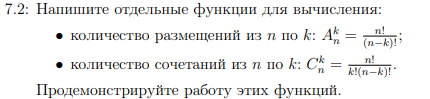 7.2: Напишите отдельные функции для вычисления:
• количество размещений из n по k: A_n^k = n!/(n−k)!;
• количество сочетаний из n по k: C_n^k = n!/k!(n−k)!.
Продемонстрируйте работу этих функций.